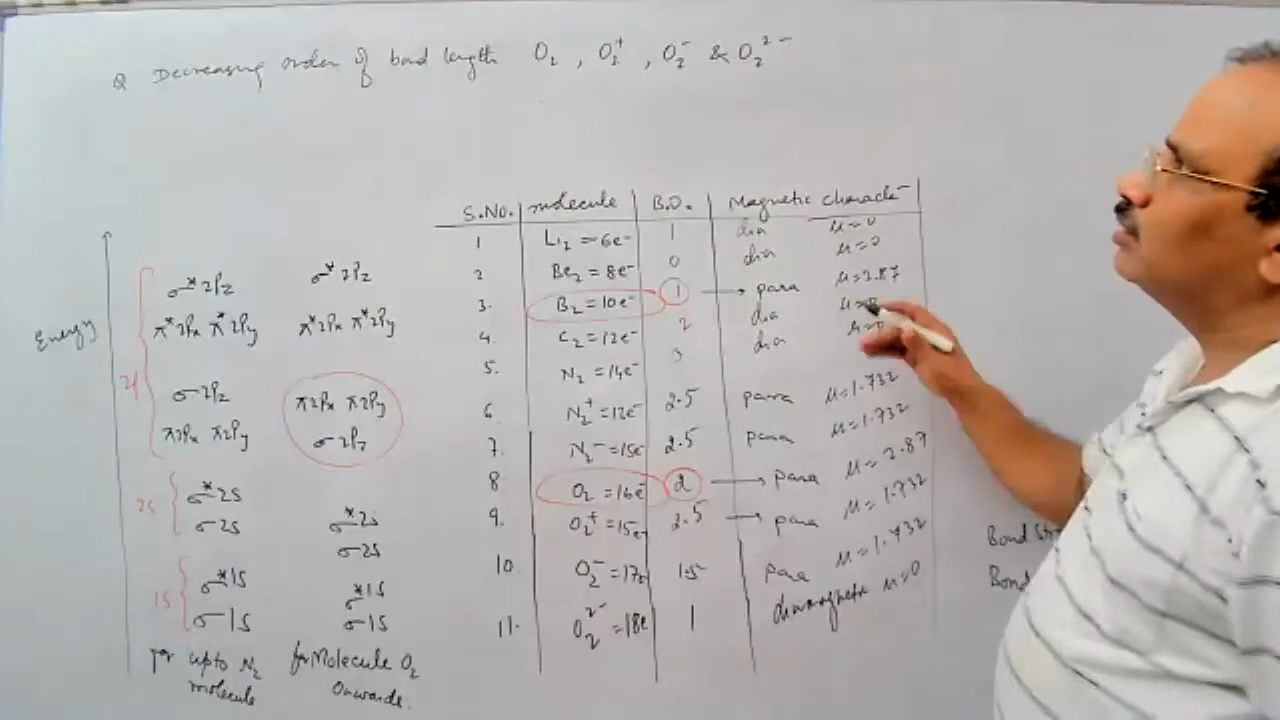 Q Decreasing order of bond length O₂ , O₂⁺ , O₂⁻ & O₂²⁻
S.No. molecule B.O. Magnetic character
1 Li₂ = 6e⁻ 1 dia μ=0
2 Be₂ = 8e⁻ 0 dia μ=0
3. B₂ = 10e⁻ 1 → para μ=2.87
4. C₂ = 12e⁻ 2 dia μ=0
5. N₂ = 14e⁻ 3 dia μ=0
6. N₂⁺ = 13e⁻ 2.5 para μ=1.732
7. N₂⁻ = 15e⁻ 2.5 para μ=1.732
8 O₂ = 16e⁻ 2 → para μ=2.87
9. O₂⁺ = 15e⁻ 2.5 → para μ=1.732
10. O₂⁻ = 17e⁻ 1.5 para μ=1.732
11. O₂²⁻ = 18e⁻ 1 diamagnetic μ=0
Energy
σ*2Pz
π*2Px π*2Py
σ2Pz
π2Px π2Py
2s
σ*2s
σ2s
1s
σ*1s
σ1s
for upto N₂
molecule
σ*2Pz
π*2Px π*2Py
π2Px π2Py
σ2Pz
σ*2s
σ2s
σ*1s
σ1s
for Molecule O₂
Onwards.
Bond
Bond